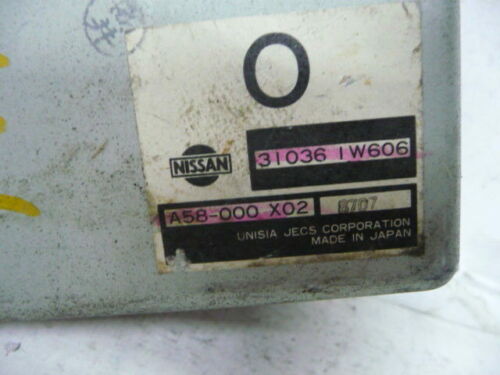 O
NISSAN
31036 1W606
A58-000 X02 8707
UNISIA JECS CORPORATION
MADE IN JAPAN